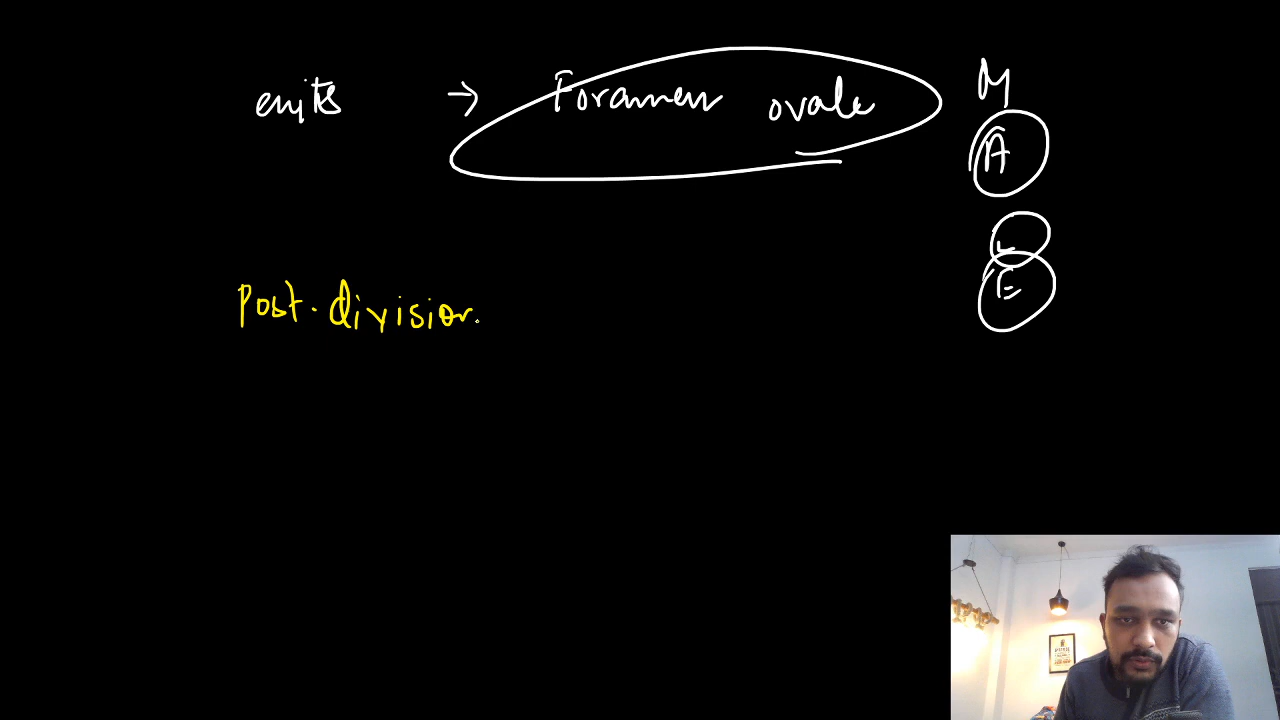 exits → Foramen ovale M
A
L
E
Post. division.